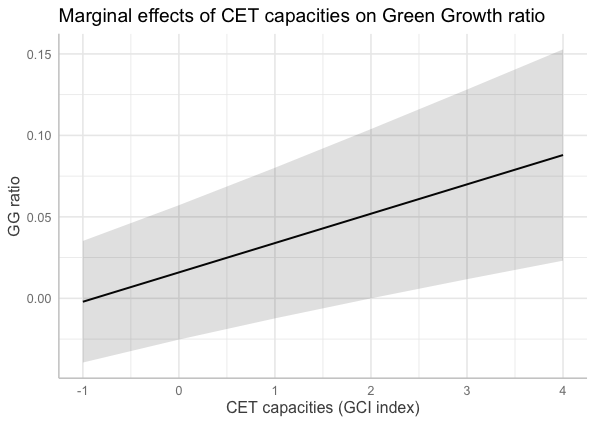 Marginal effects of CET capacities on Green Growth ratio
0.15
0.10
0.05
0.00
GG ratio
-1 0 1 2 3 4
CET capacities (GCI index)